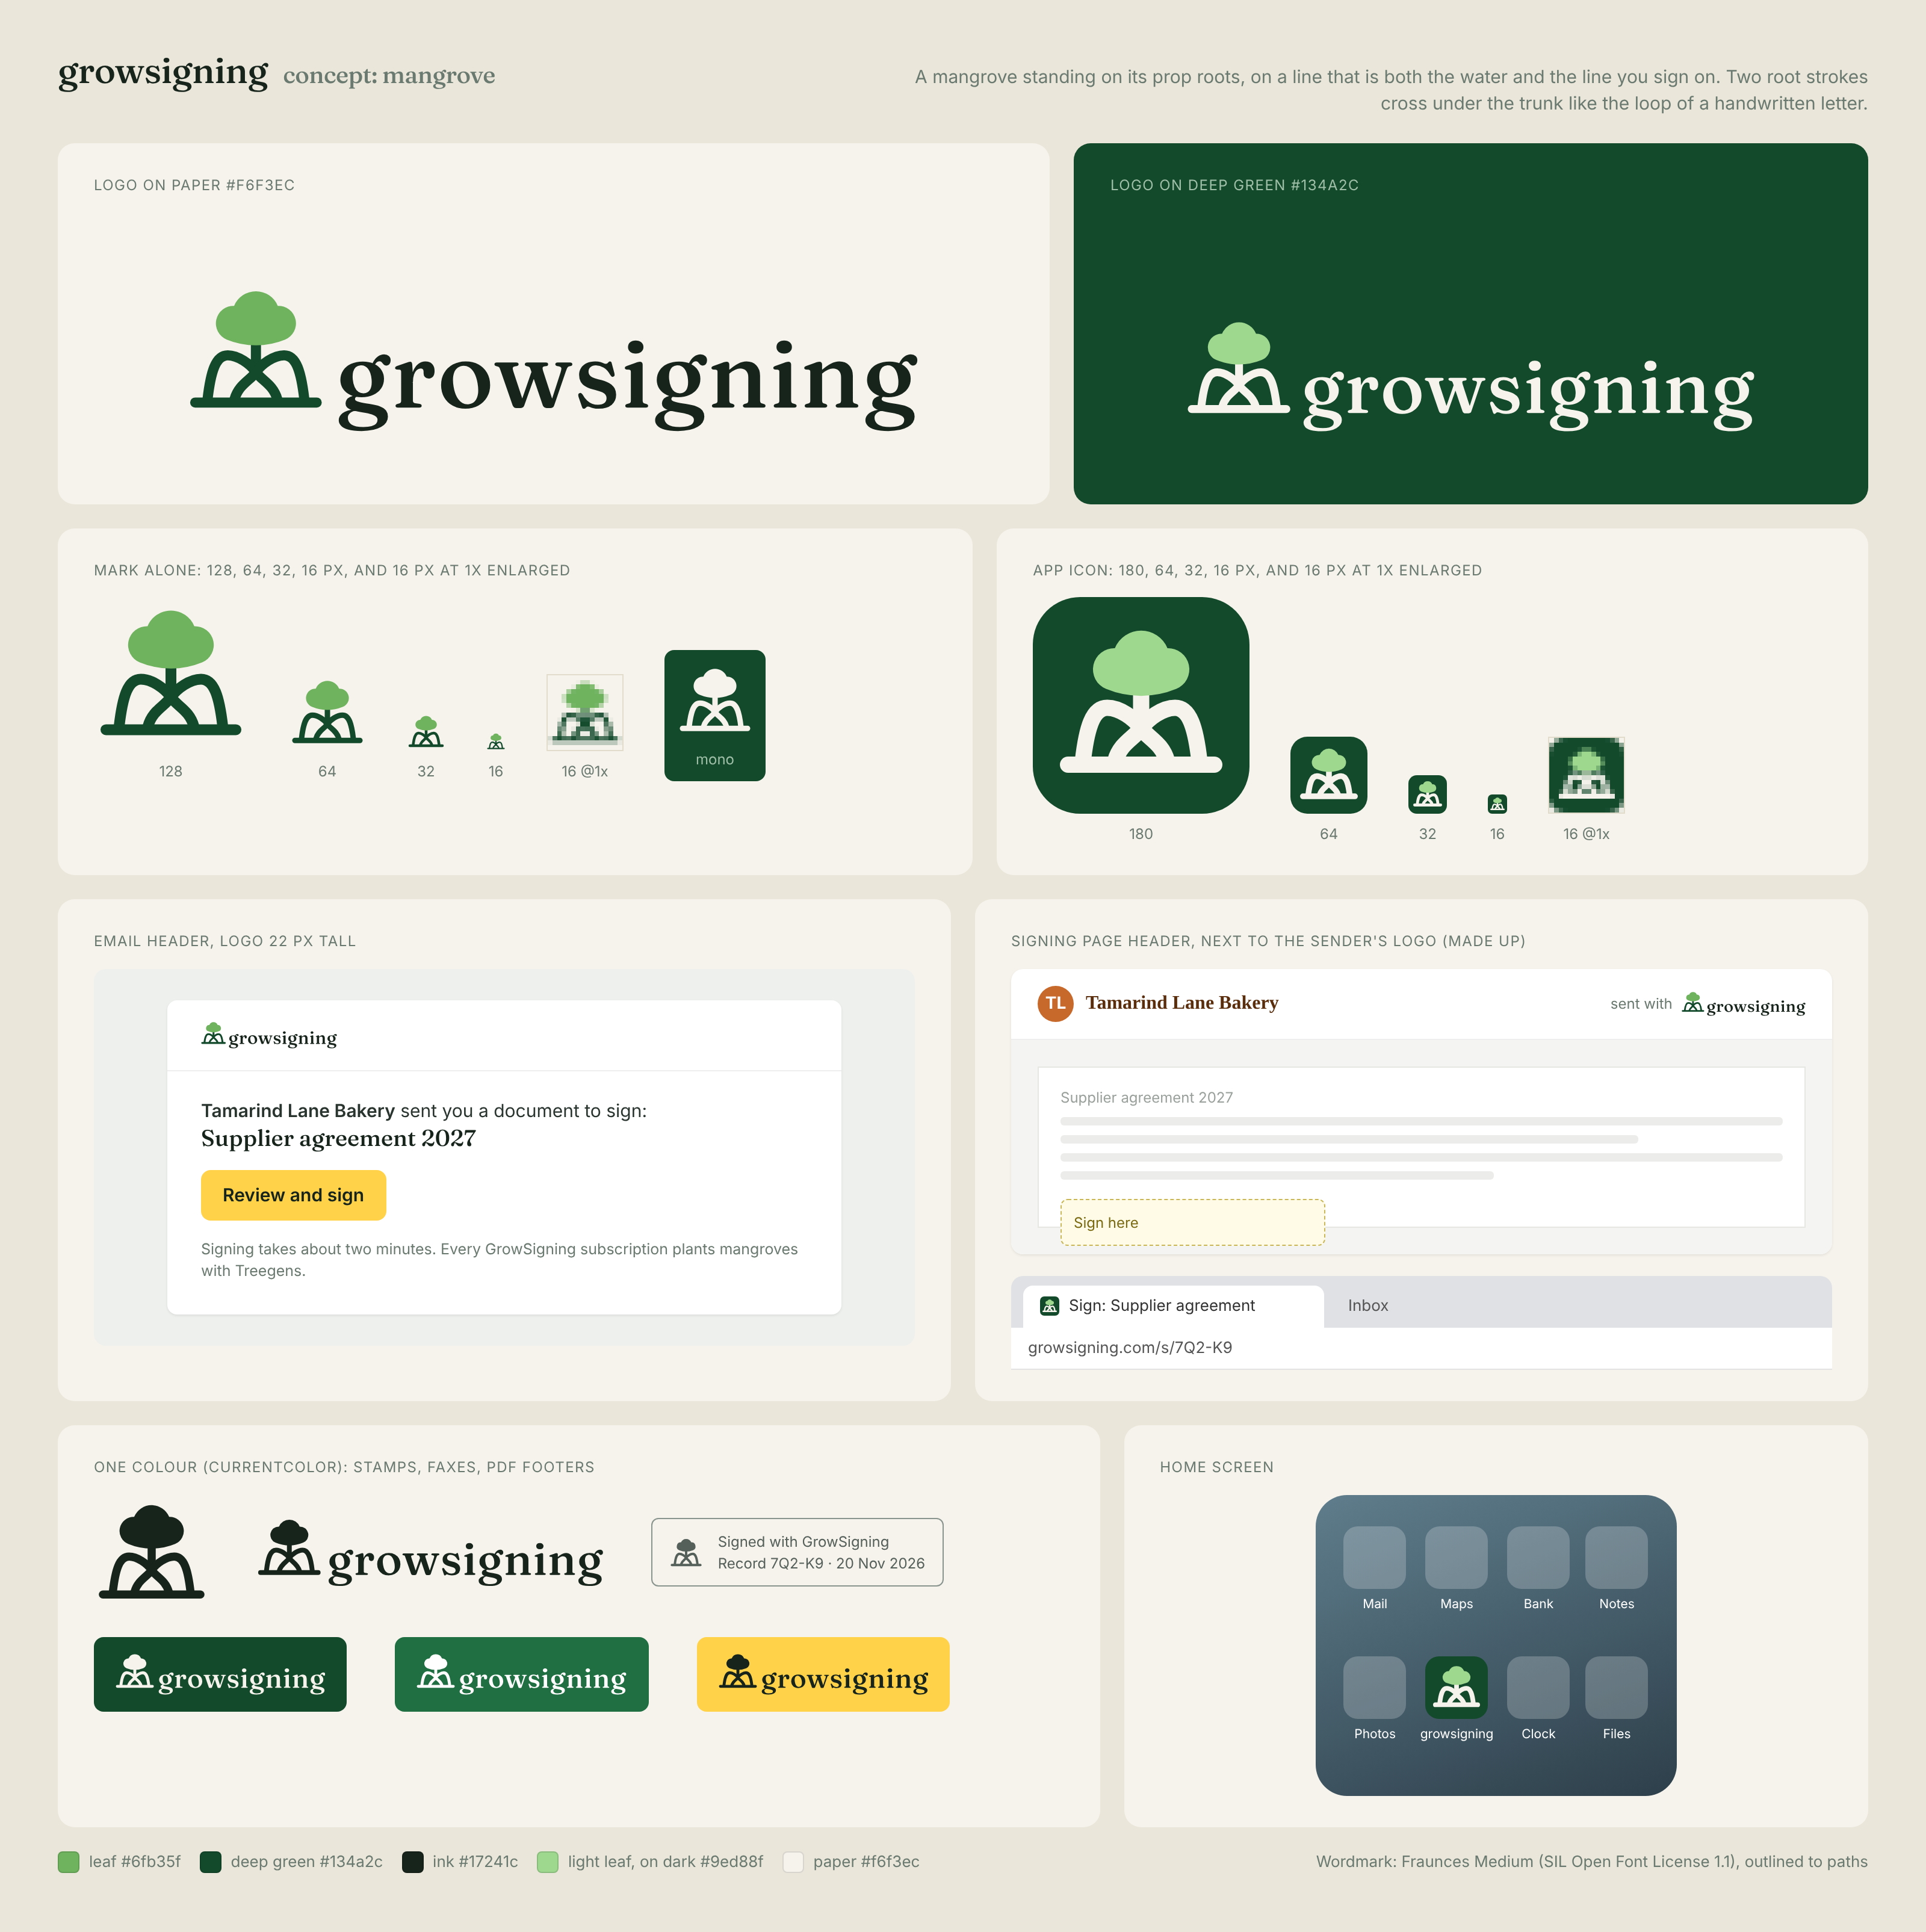 growsigning concept: mangrove
A mangrove standing on its prop roots, on a line that is both the water and the line you sign on. Two root strokes
cross under the trunk like the loop of a handwritten letter.
LOGO ON PAPER #F6F3EC
growsigning
LOGO ON DEEP GREEN #134A2C
growsigning
MARK ALONE: 128, 64, 32, 16 PX, AND 16 PX AT 1X ENLARGED
mono
128 64 32 16 16 @1x
APP ICON: 180, 64, 32, 16 PX, AND 16 PX AT 1X ENLARGED
180 64 32 16 16 @1x
EMAIL HEADER, LOGO 22 PX TALL
growsigning
Tamarind Lane Bakery sent you a document to sign:
Supplier agreement 2027
Review and sign
Signing takes about two minutes. Every GrowSigning subscription plants mangroves
with Treegens.
SIGNING PAGE HEADER, NEXT TO THE SENDER'S LOGO (MADE UP)
TL Tamarind Lane Bakery sent with growsigning
Supplier agreement 2027
Sign here
Sign: Supplier agreement Inbox
growsigning.com/s/7Q2-K9
ONE COLOUR (CURRENTCOLOR): STAMPS, FAXES, PDF FOOTERS
growsigning
Signed with GrowSigning
Record 7Q2-K9 · 20 Nov 2026
growsigning growsigning growsigning
HOME SCREEN
Mail Maps Bank Notes
Photos growsigning Clock Files
leaf #6fb35f deep green #134a2c ink #17241c light leaf, on dark #9ed88f paper #f6f3ec
Wordmark: Fraunces Medium (SIL Open Font License 1.1), outlined to paths